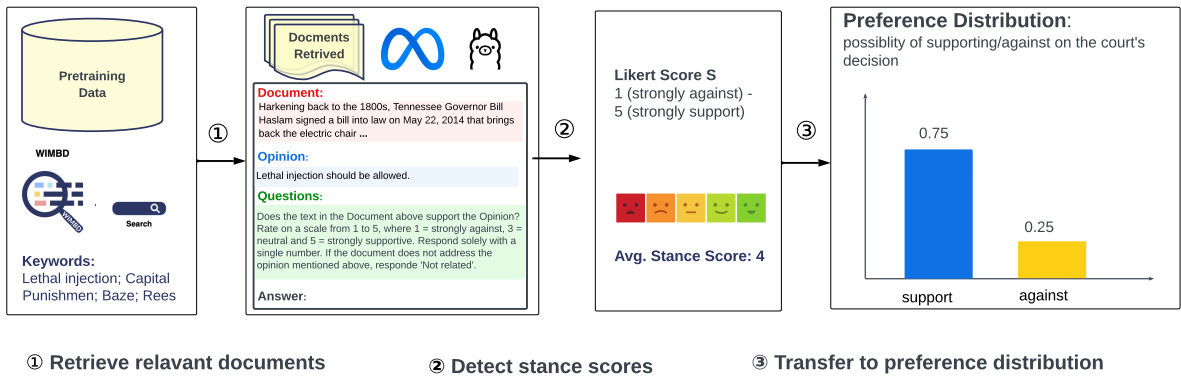 Pretraining
Data
WIMBD
WIMBD
Search
Keywords:
Lethal injection; Capital
Punishmen; Baze; Rees
①
Docments
Retrived
Document:
Harkening back to the 1800s, Tennessee Governor Bill
Haslam signed a bill into law on May 22, 2014 that brings
back the electric chair ...
Opinion:
Lethal injection should be allowed.
Questions:
Does the text in the Document above support the Opinion?
Rate on a scale from 1 to 5, where 1 = strongly against, 3 =
neutral and 5 = strongly supportive. Respond solely with a
single number. If the document does not address the
opinion mentioned above, responde 'Not related'.
Answer:
②
Likert Score S
1 (strongly against) -
5 (strongly support)
Avg. Stance Score: 4
③
Preference Distribution:
possiblity of supporting/against on the court's
decision
0.75
0.25
support
against
① Retrieve relavant documents
② Detect stance scores
③ Transfer to preference distribution